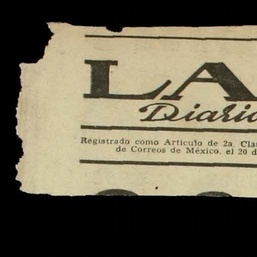 LA
Diario
Registrado como Artículo de 2a. Cla
de Correos de México, el 20 d